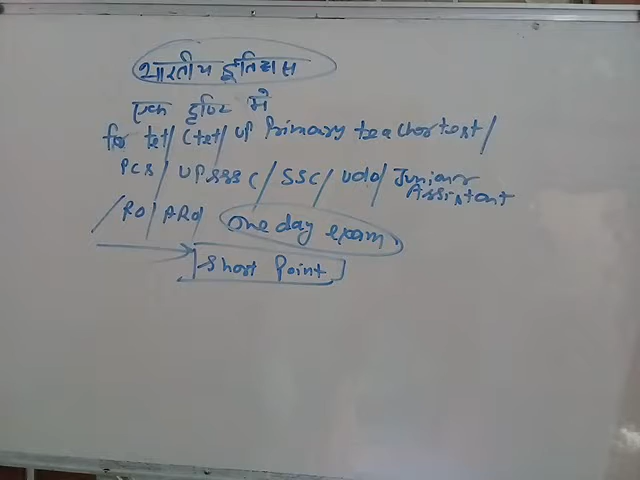 भारतीय इतिहास
एक दृष्टि में
for tet/ Ctet/ UP Primary teacher test/
PCS/ UPSSSC/ SSC/ udo/ Junior Assistant
/ RO/ ARO/ one day exam
Short Point